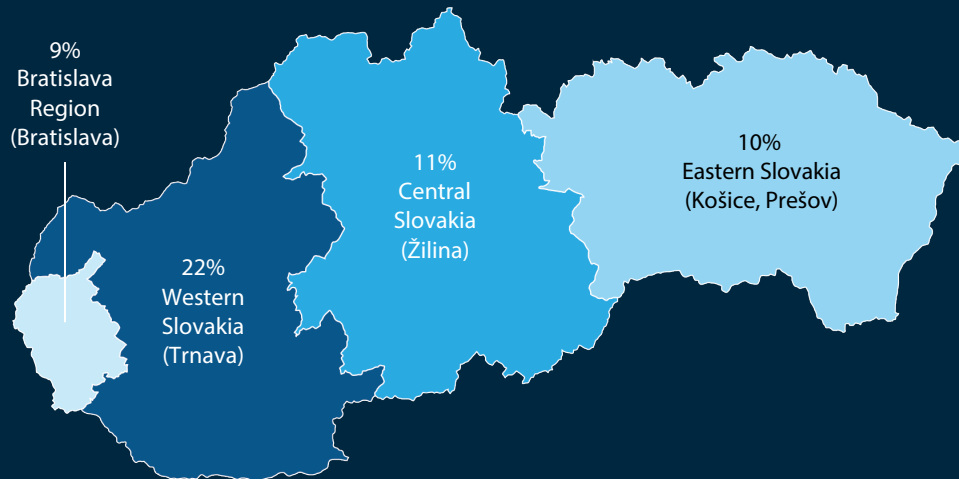 9%
Bratislava
Region
(Bratislava)
22%
Western
Slovakia
(Trnava)
11%
Central
Slovakia
(Žilina)
10%
Eastern Slovakia
(Košice, Prešov)